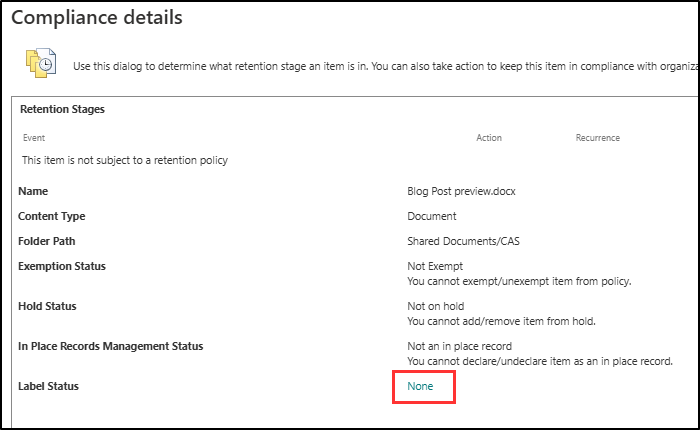 Compliance details
Use this dialog to determine what retention stage an item is in. You can also take action to keep this item in compliance with
Retention Stages
Event Action Recurrence
This item is not subject to a retention policy
Name Blog Post preview.docx
Content Type Document
Folder Path Shared Documents/CAS
Exemption Status Not Exempt
You cannot exempt/unexempt item from policy.
Hold Status Not on hold
You cannot add/remove item from hold.
In Place Records Management Status Not an in place record
You cannot declare/undeclare item as an in place record.
Label Status None